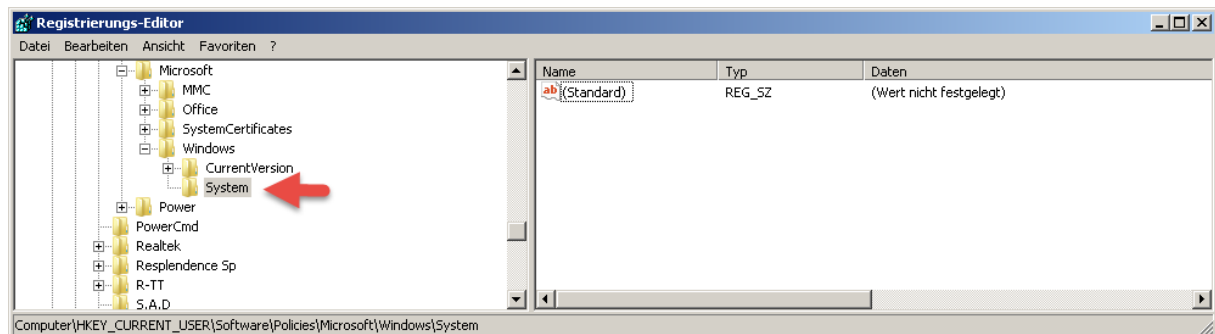 Registrierungs-Editor
Datei Bearbeiten Ansicht Favoriten ?
Microsoft
MMC
Office
SystemCertificates
Windows
CurrentVersion
System
Power
PowerCmd
Realtek
Resplendence Sp
R-TT
S.A.D
Name Typ Daten
ab (Standard) REG_SZ (Wert nicht festgelegt)
Computer\HKEY_CURRENT_USER\Software\Policies\Microsoft\Windows\System